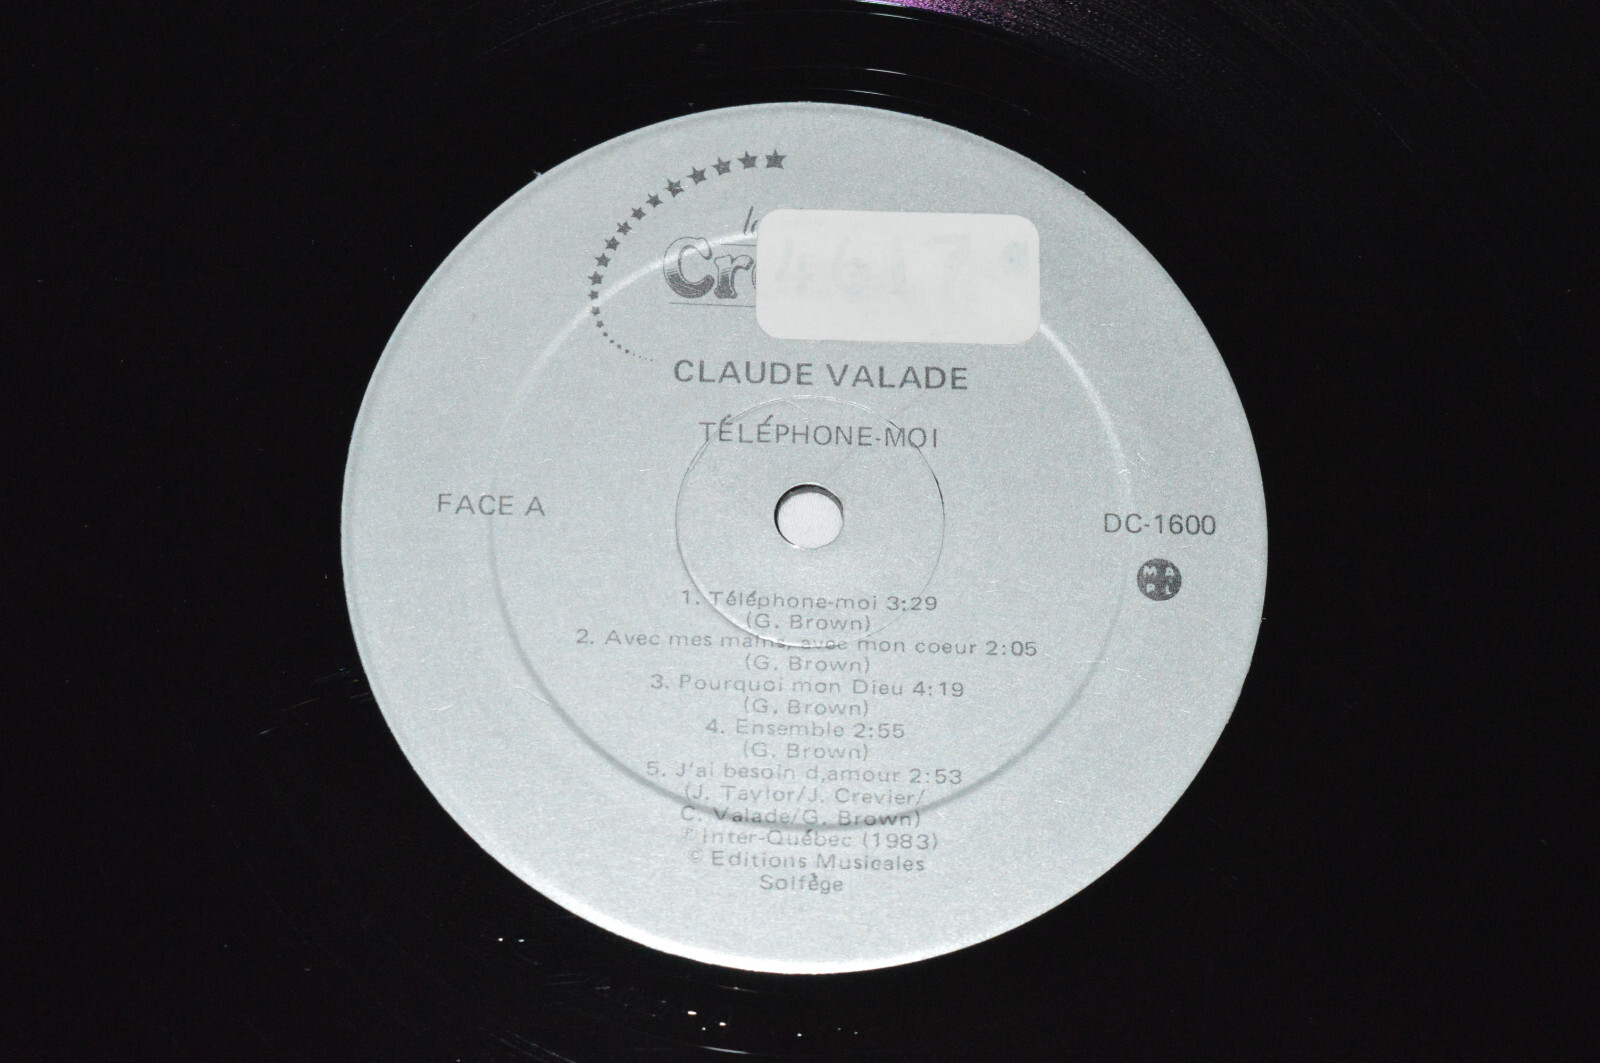 CLAUDE VALADE
TÉLÉPHONE-MOI
FACE A
DC-1600
MAPL
1. Téléphone-moi 3:29
(G. Brown)
2. Avec mes mains, avec mon coeur 2:05
(G. Brown)
3. Pourquoi mon Dieu 4:19
(G. Brown)
4. Ensemble 2:55
(G. Brown)
5. J'ai besoin d,amour 2:53
(J. Taylor/J. Crevier/
C. Valade/G. Brown)
℗ Inter-Québec (1983)
© Editions Musicales
Solfège